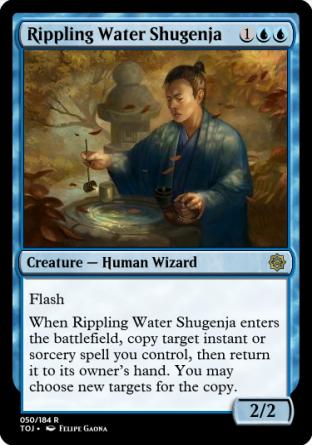 Rippling Water Shugenja 1
Creature — Human Wizard
Flash
When Rippling Water Shugenja enters
the battlefield, copy target instant or
sorcery spell you control, then return
it to its owner's hand. You may
choose new targets for the copy.
050/184 R
TOJ • Felipe Gaona
2/2